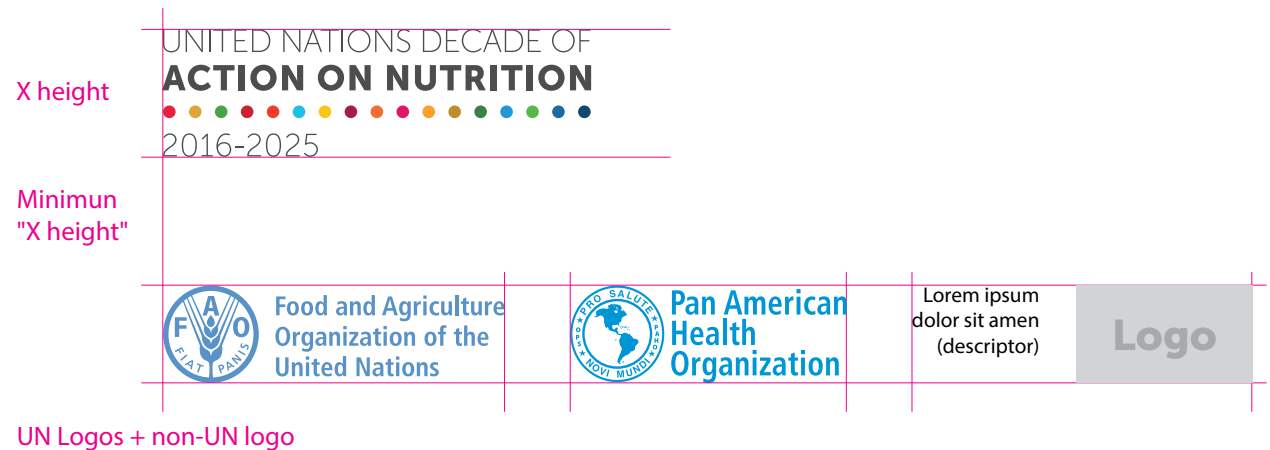 UNITED NATIONS DECADE OF
ACTION ON NUTRITION
2016-2025
X height
Minimun
"X height"
F A O
FIAT PANIS
Food and Agriculture
Organization of the
United Nations
PRO SALUTE
NOVI MUNDI
OPS
PAHO
Pan American
Health
Organization
Lorem ipsum
dolor sit amen
(descriptor)
Logo
UN Logos + non-UN logo